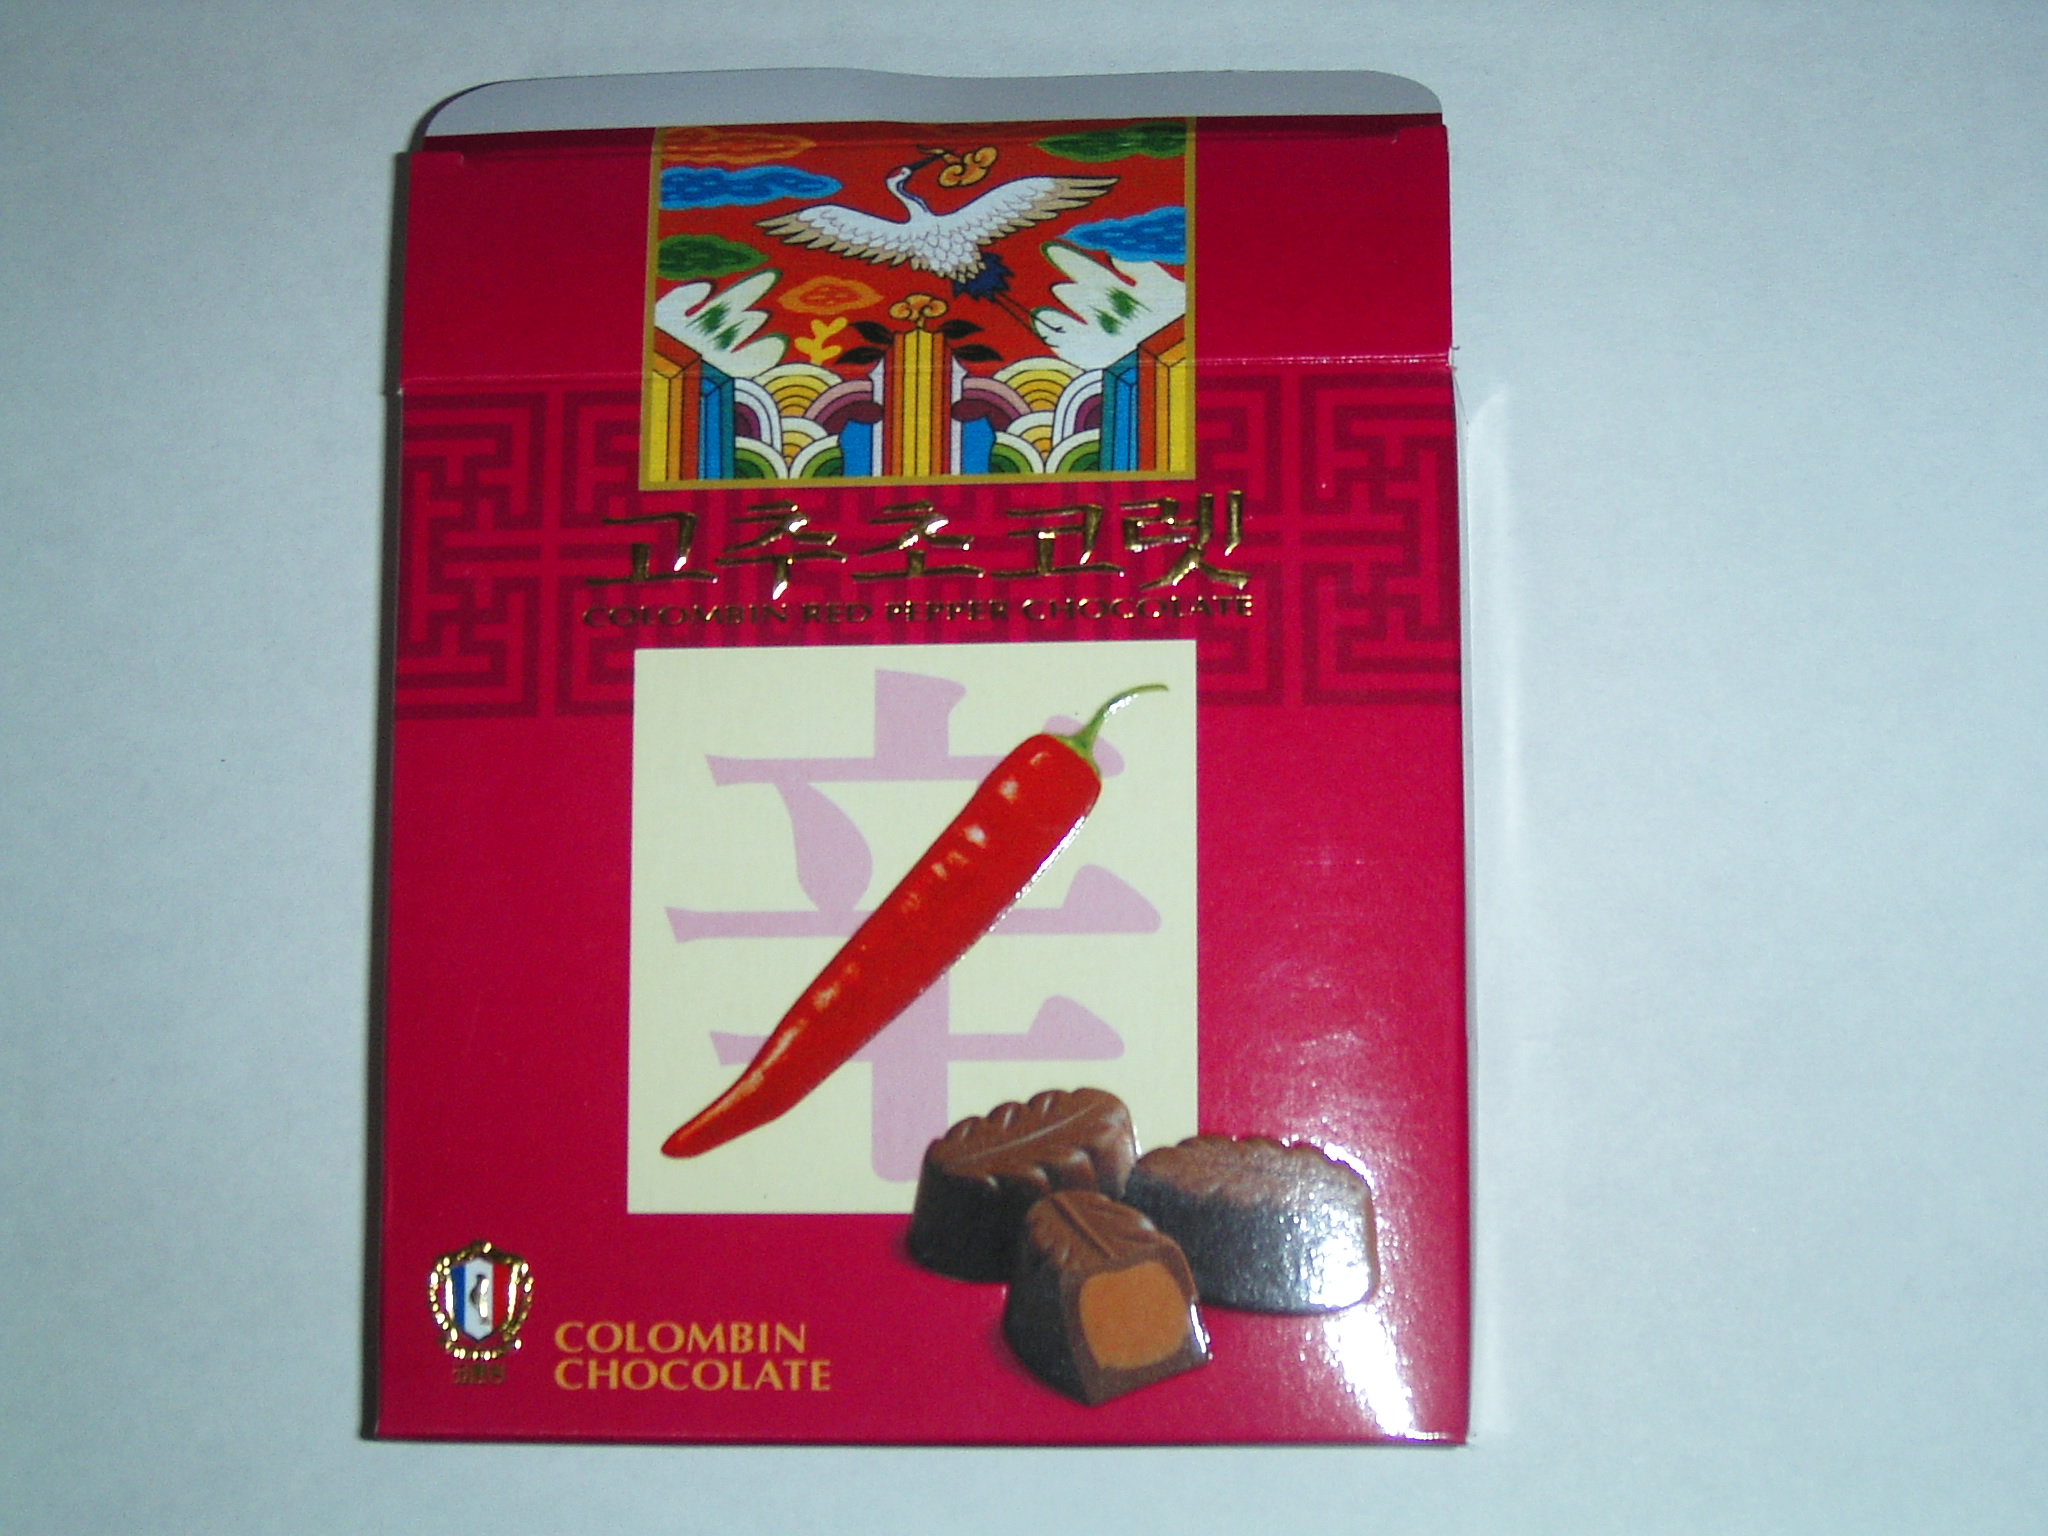 고추초코렛
COLOMBIN RED PEPPER CHOCOLATE
辛
COLOMBIN
CHOCOLATE